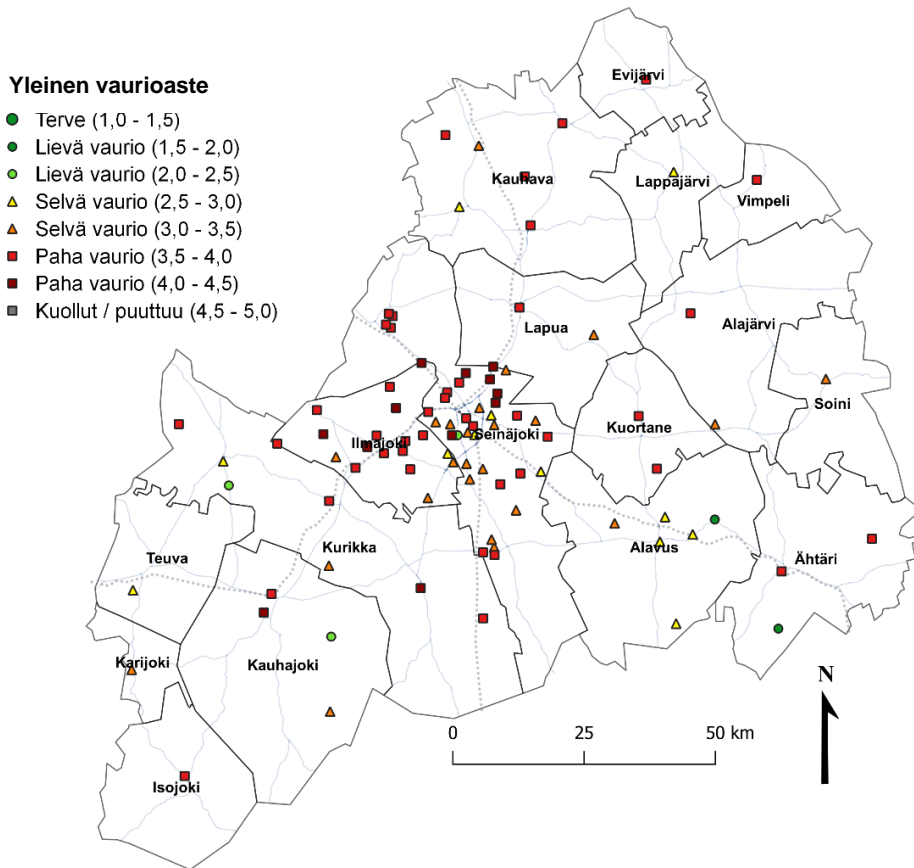 Yleinen vaurioaste
Terve (1,0 - 1,5)
Lievä vaurio (1,5 - 2,0)
Lievä vaurio (2,0 - 2,5)
Selvä vaurio (2,5 - 3,0)
Selvä vaurio (3,0 - 3,5)
Paha vaurio (3,5 - 4,0
Paha vaurio (4,0 - 4,5)
Kuollut / puuttuu (4,5 - 5,0)
Evijärvi
Kauhava
Lappajärvi
Vimpeli
Lapua
Alajärvi
Soini
Kuortane
Ilmajoki
Seinäjoki
Kurikka
Alavus
Ähtäri
Teuva
Karijoki
Kauhajoki
Isojoki
N
0 25 50 km